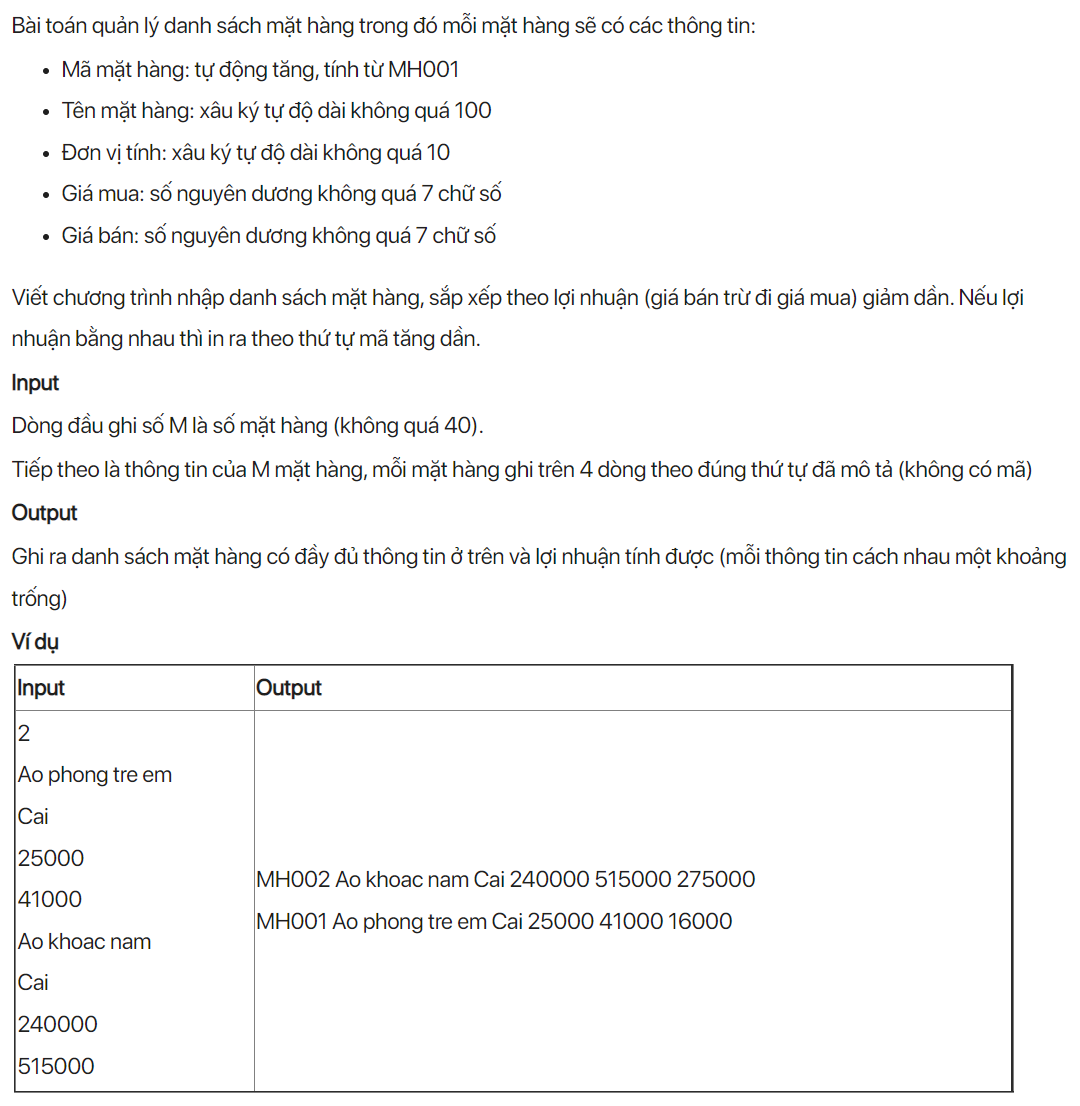 Bài toán quản lý danh sách mặt hàng trong đó mỗi mặt hàng sẽ có các thông tin:
• Mã mặt hàng: tự động tăng, tính từ MH001
• Tên mặt hàng: xâu ký tự độ dài không quá 100
• Đơn vị tính: xâu ký tự độ dài không quá 10
• Giá mua: số nguyên dương không quá 7 chữ số
• Giá bán: số nguyên dương không quá 7 chữ số
Viết chương trình nhập danh sách mặt hàng, sắp xếp theo lợi nhuận (giá bán trừ đi giá mua) giảm dần. Nếu lợi
nhuận bằng nhau thì in ra theo thứ tự mã tăng dần.
Input
Dòng đầu ghi số M là số mặt hàng (không quá 40).
Tiếp theo là thông tin của M mặt hàng, mỗi mặt hàng ghi trên 4 dòng theo đúng thứ tự đã mô tả (không có mã)
Output
Ghi ra danh sách mặt hàng có đầy đủ thông tin ở trên và lợi nhuận tính được (mỗi thông tin cách nhau một khoảng
trống)
Ví dụ
Input
2
Ao phong tre em
Cai
25000
41000
Ao khoac nam
Cai
240000
515000
Output
MH002 Ao khoac nam Cai 240000 515000 275000
MH001 Ao phong tre em Cai 25000 41000 16000